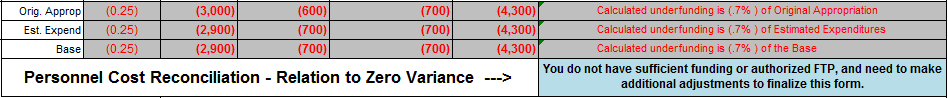 Orig. Approp (0.25) (3,000) (600) (700) (4,300) Calculated underfunding is (.7% ) of Original Appropriation
Est. Expend (0.25) (2,900) (700) (700) (4,300) Calculated underfunding is (.7% ) of Estimated Expenditures
Base (0.25) (2,900) (700) (700) (4,300) Calculated underfunding is (.7% ) of the Base
Personnel Cost Reconciliation - Relation to Zero Variance --->
You do not have sufficient funding or authorized FTP, and need to make
additional adjustments to finalize this form.